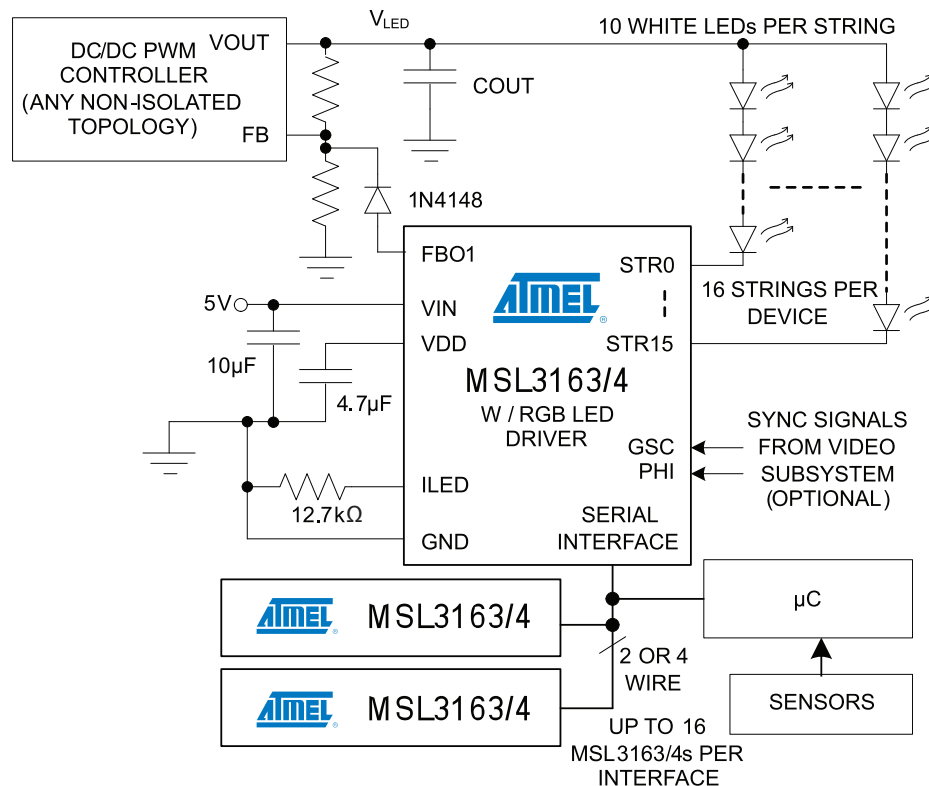 VLED
10 WHITE LEDs PER STRING
DC/DC PWM
CONTROLLER
(ANY NON-ISOLATED
TOPOLOGY)
VOUT
FB
COUT
1N4148
FBO1
VIN
VDD
ILED
GND
ATMEL®
MSL3163/4
W / RGB LED
DRIVER
STR0
STR15
GSC
PHI
SERIAL
INTERFACE
16 STRINGS PER
DEVICE
5V
10µF
4.7µF
12.7kΩ
SYNC SIGNALS
FROM VIDEO
SUBSYSTEM
(OPTIONAL)
ATMEL® MSL3163/4
ATMEL® MSL3163/4
2 OR 4
WIRE
UP TO 16
MSL3163/4s PER
INTERFACE
µC
SENSORS